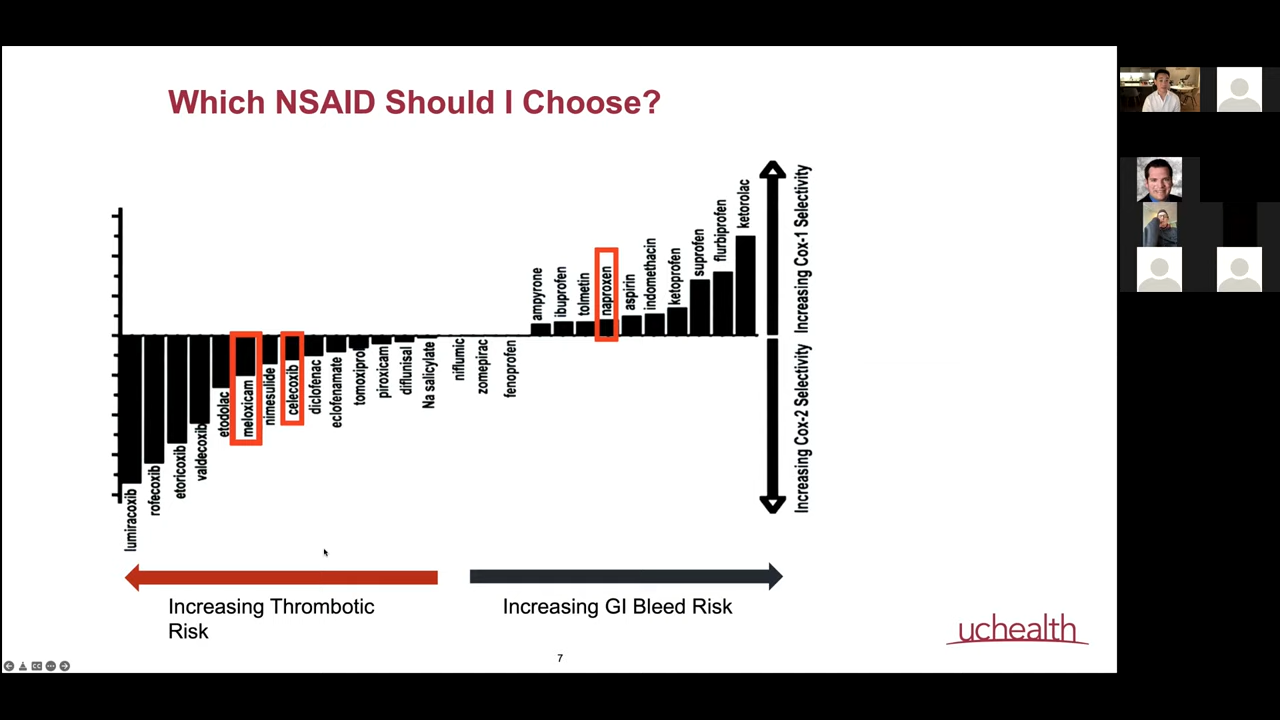 Which NSAID Should I Choose?
lumiracoxib
rofecoxib
etoricoxib
valdecoxib
etodolac
meloxicam
nimesulide
celecoxib
diclofenac
eclofenamate
tomoxiprol
piroxicam
diflunisal
Na salicylate
niflumic
zomepirac
fenoprofen
ampyrone
ibuprofen
tolmetin
naproxen
aspirin
indomethacin
ketoprofen
suprofen
flurbiprofen
ketorolac
Increasing Cox-1 Selectivity
Increasing Cox-2 Selectivity
Increasing Thrombotic
Risk
Increasing GI Bleed Risk
uchealth
7